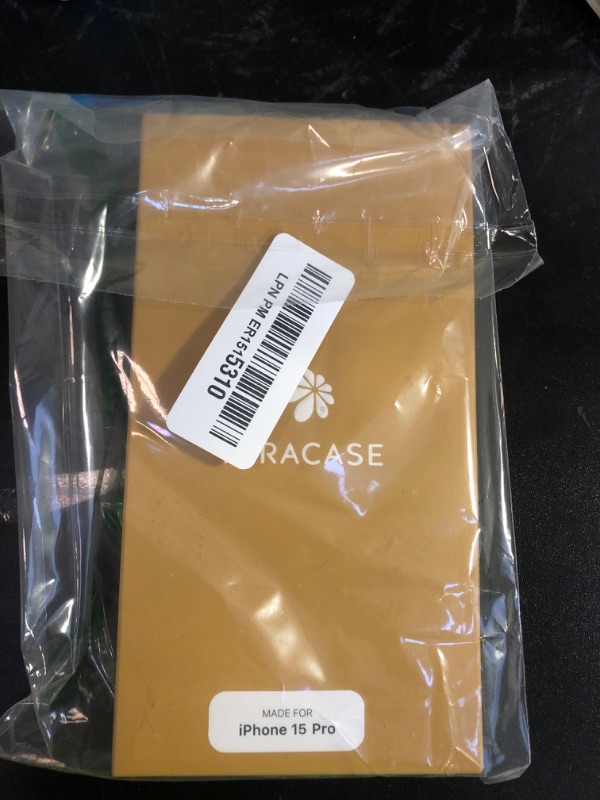 LPN PM ER1515310
RACASE
MADE FOR
iPhone 15 Pro